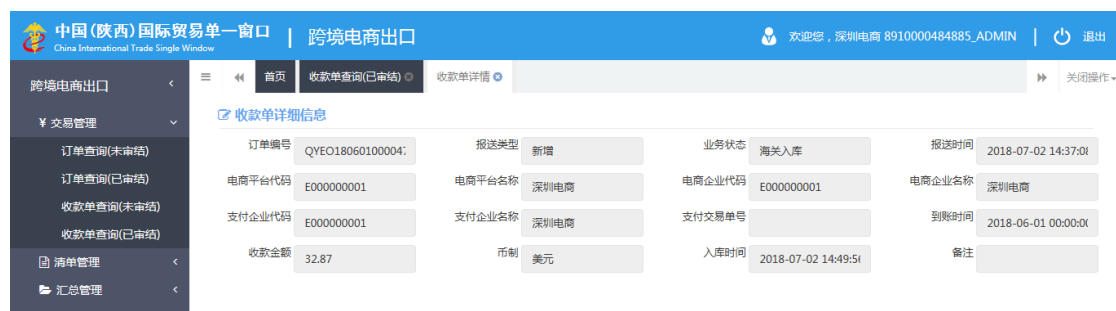 中国(陕西)国际贸易单一窗口 | 跨境电商出口 欢迎您，深圳电商 8910000484885_ADMIN | 退出
China International Trade Single Window
跨境电商出口 首页 收款单查询(已审结) 收款单详情 关闭操作
收款单详细信息
¥ 交易管理
订单查询(未审结)
订单查询(已审结)
收款单查询(未审结)
收款单查询(已审结)
清单管理
汇总管理
订单编号 QYEO18060100004 报送类型 新增 业务状态 海关入库 报送时间 2018-07-02 14:37:08
电商平台代码 E000000001 电商平台名称 深圳电商 电商企业代码 E000000001 电商企业名称 深圳电商
支付企业代码 E000000001 支付企业名称 深圳电商 支付交易单号 到账时间 2018-06-01 00:00:00
收款金额 32.87 币制 美元 入库时间 2018-07-02 14:49:56 备注